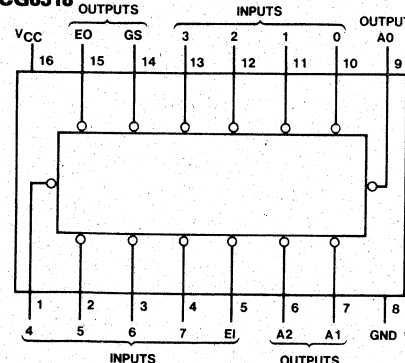 OUTPUTS INPUTS OUTPUT
VCC EO GS 3 2 1 0 A0
16 15 14 13 12 11 10 9
1 2 3 4 5 6 7 8
4 5 6 7 EI A2 A1 GND
INPUTS OUTPUTS